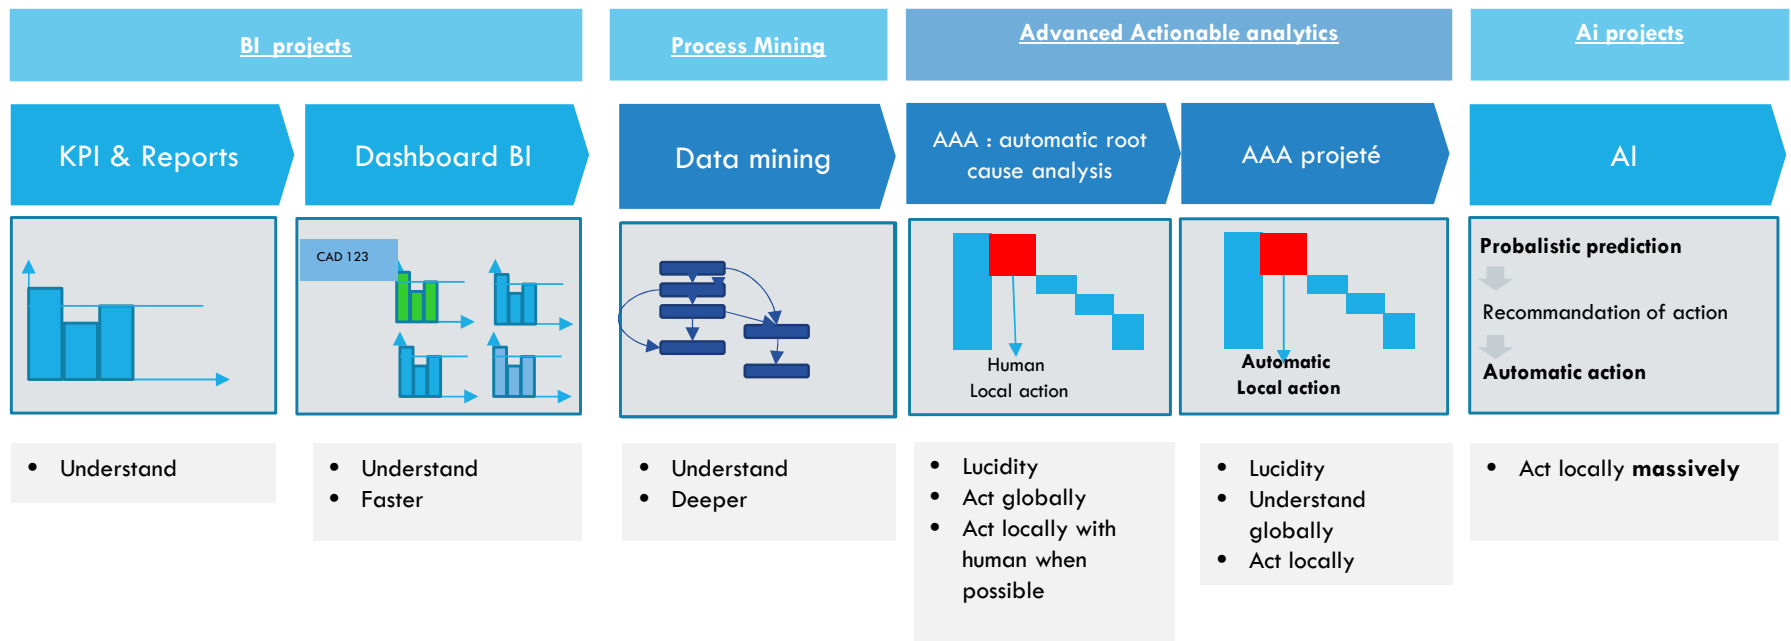 BI  projects
Process Mining
Advanced Actionable analytics
Ai projects
KPI & Reports
Dashboard BI
Data mining
AAA : automatic root
cause analysis
AAA projeté
AI
CAD 123
Human
Local action
Automatic
Local action
Probalistic prediction
Recommandation of action
Automatic action
• Understand
• Understand
• Faster
• Understand
• Deeper
• Lucidity
• Act globally
• Act locally with
human when
possible
• Lucidity
• Understand
globally
• Act locally
• Act locally massively